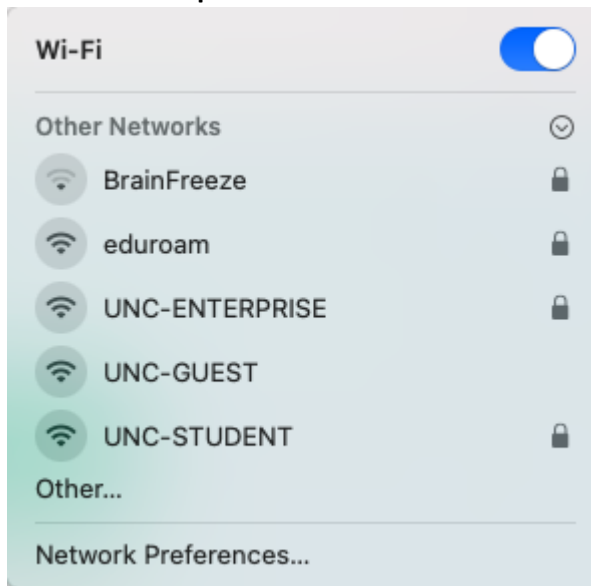 Wi-Fi
Other Networks
BrainFreeze
eduroam
UNC-ENTERPRISE
UNC-GUEST
UNC-STUDENT
Other...
Network Preferences...